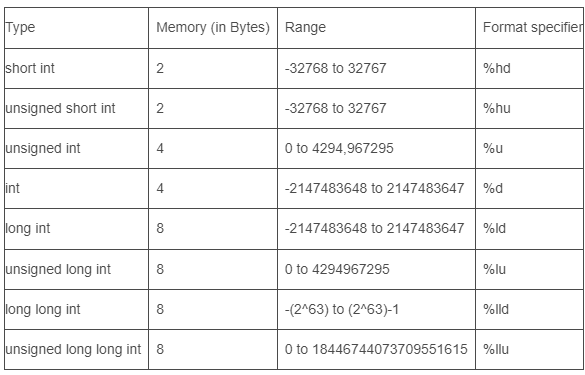 Type Memory (in Bytes) Range Format specifier
short int 2 -32768 to 32767 %hd
unsigned short int 2 -32768 to 32767 %hu
unsigned int 4 0 to 4294,967295 %u
int 4 -2147483648 to 2147483647 %d
long int 8 -2147483648 to 2147483647 %ld
unsigned long int 8 0 to 4294967295 %lu
long long int 8 -(2^63) to (2^63)-1 %lld
unsigned long long int 8 0 to 18446744073709551615 %llu